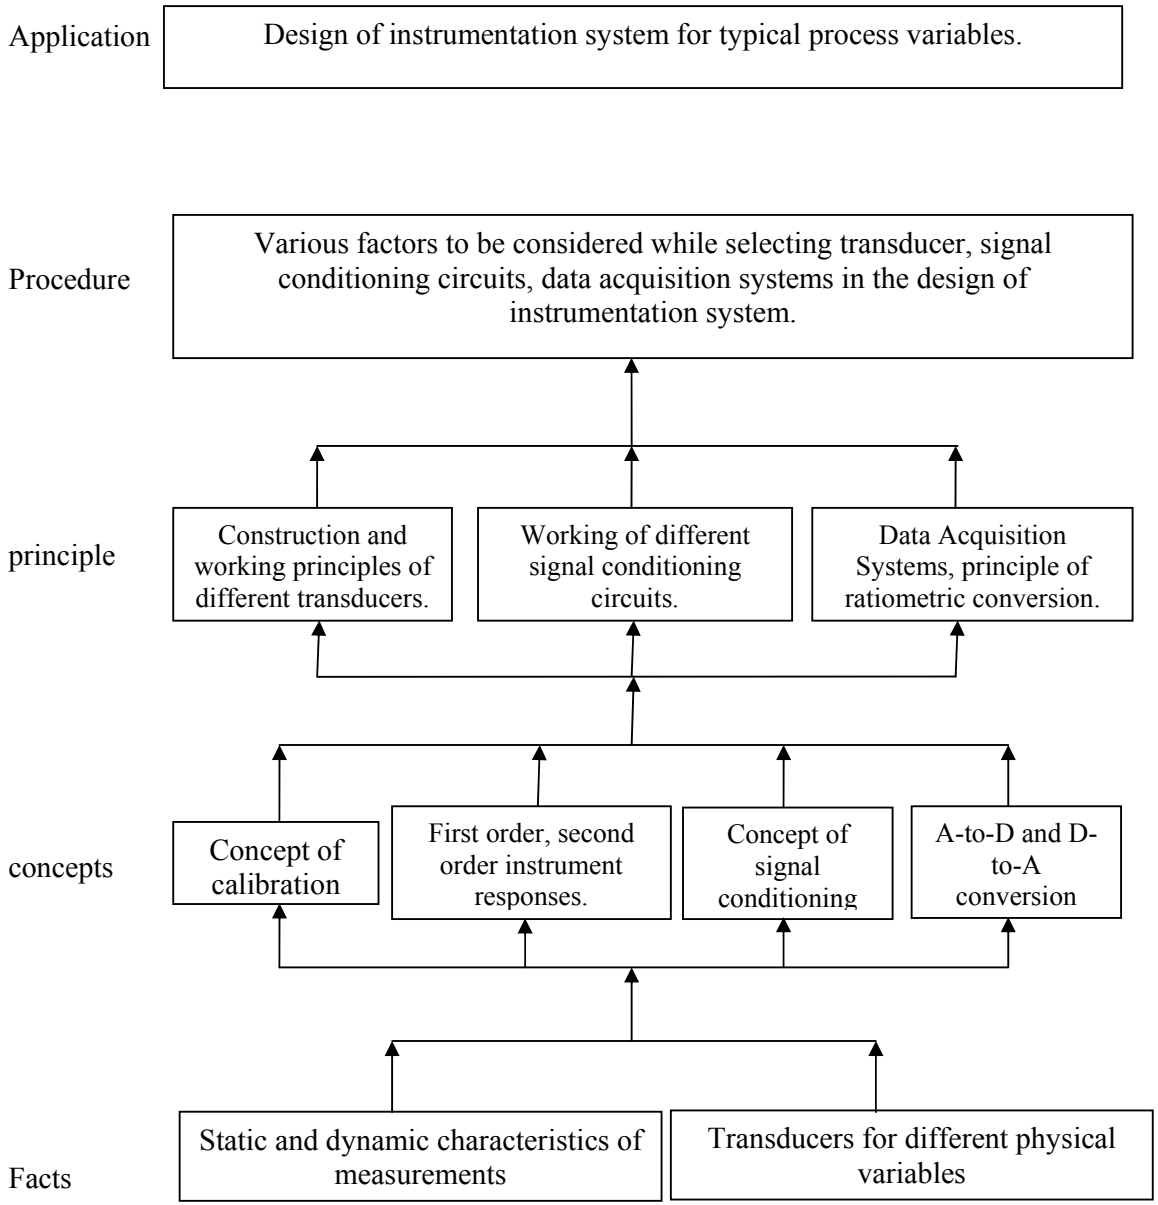 Application
Design of instrumentation system for typical process variables.
Procedure
Various factors to be considered while selecting transducer, signal
conditioning circuits, data acquisition systems in the design of
instrumentation system.
principle
Construction and
working principles of
different transducers.
Working of different
signal conditioning
circuits.
Data Acquisition
Systems, principle of
ratiometric conversion.
concepts
Concept of
calibration
First order, second
order instrument
responses.
Concept of
signal
conditioning
A-to-D and D-
to-A
conversion
Facts
Static and dynamic characteristics of
measurements
Transducers for different physical
variables